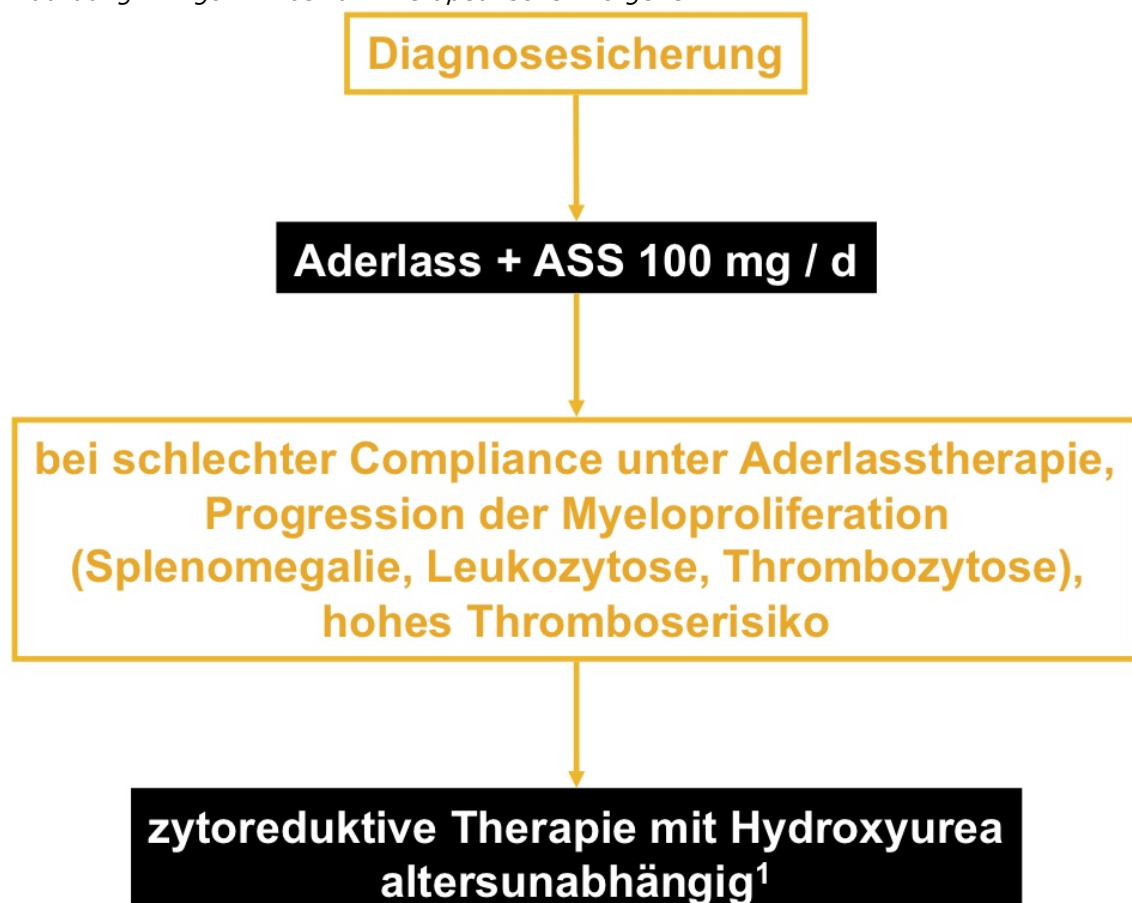 Diagnosesicherung
Aderlass + ASS 100 mg / d
bei schlechter Compliance unter Aderlasstherapie,
Progression der Myeloproliferation
(Splenomegalie, Leukozytose, Thrombozytose),
hohes Thromboserisiko
zytoreduktive Therapie mit Hydroxyurea
altersunabhängig¹